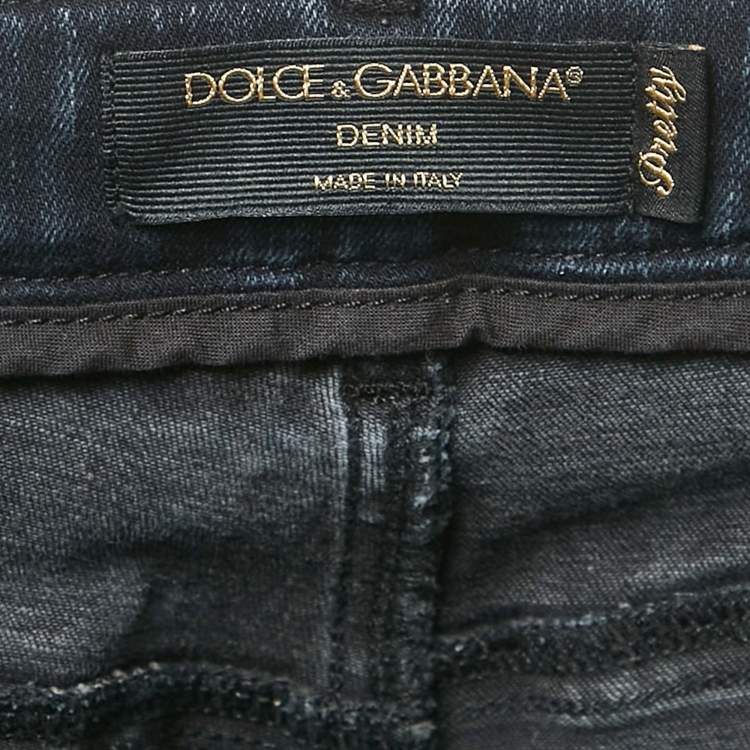 DOLCE & GABBANA®
DENIM
MADE IN ITALY
Pretty